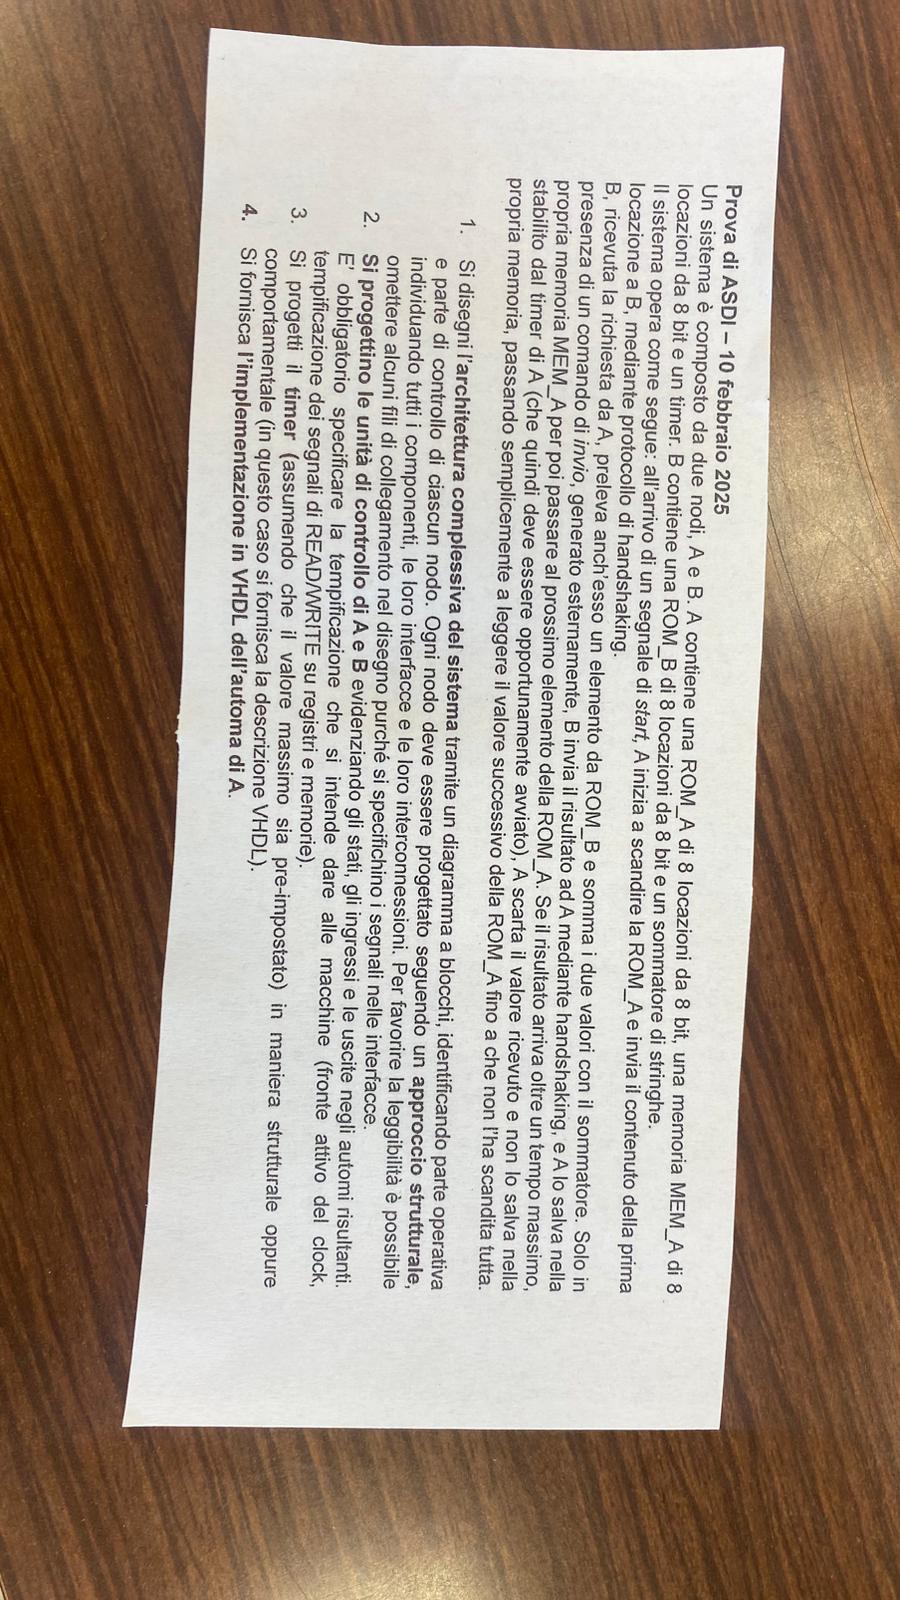 Prova di ASDI – 10 febbraio 2025
Un sistema è composto da due nodi, A e B. A contiene una ROM_A di 8 locazioni da 8 bit, una memoria MEM_A di 8
locazioni da 8 bit e un timer. B contiene una ROM_B di 8 locazioni da 8 bit e un sommatore di stringhe.
Il sistema opera come segue: all'arrivo di un segnale di start, A inizia a scandire la ROM_A e invia il contenuto della prima
locazione a B, mediante protocollo di handshaking.
B, ricevuta la richiesta da A, preleva anch'esso un elemento da ROM_B e somma i due valori con il sommatore. Solo in
presenza di un comando di invio, generato esternamente, B invia il risultato ad A mediante handshaking, e A lo salva nella
propria memoria MEM_A per poi passare al prossimo elemento della ROM_A. Se il risultato arriva oltre un tempo massimo,
stabilito dal timer di A (che quindi deve essere opportunamente avviato), A scarta il valore ricevuto e non lo salva nella
propria memoria, passando semplicemente a leggere il valore successivo della ROM_A fino a che non l'ha scandita tutta.
1. Si disegni l'architettura complessiva del sistema tramite un diagramma a blocchi, identificando parte operativa
e parte di controllo di ciascun nodo. Ogni nodo deve essere progettato seguendo un approccio strutturale,
individuando tutti i componenti, le loro interfacce e le loro interconnessioni. Per favorire la leggibilità è possibile
omettere alcuni fili di collegamento nel disegno purché si specifichino i segnali nelle interfacce.
2. Si progettino le unità di controllo di A e B evidenziando gli stati, gli ingressi e le uscite negli automi risultanti.
E' obbligatorio specificare la tempificazione che si intende dare alle macchine (fronte attivo del clock,
tempificazione dei segnali di READ/WRITE su registri e memorie).
3. Si progetti il timer (assumendo che il valore massimo sia pre-impostato) in maniera strutturale oppure
comportamentale (in questo caso si fornisca la descrizione VHDL).
4. Si fornisca l'implementazione in VHDL dell'automa di A.